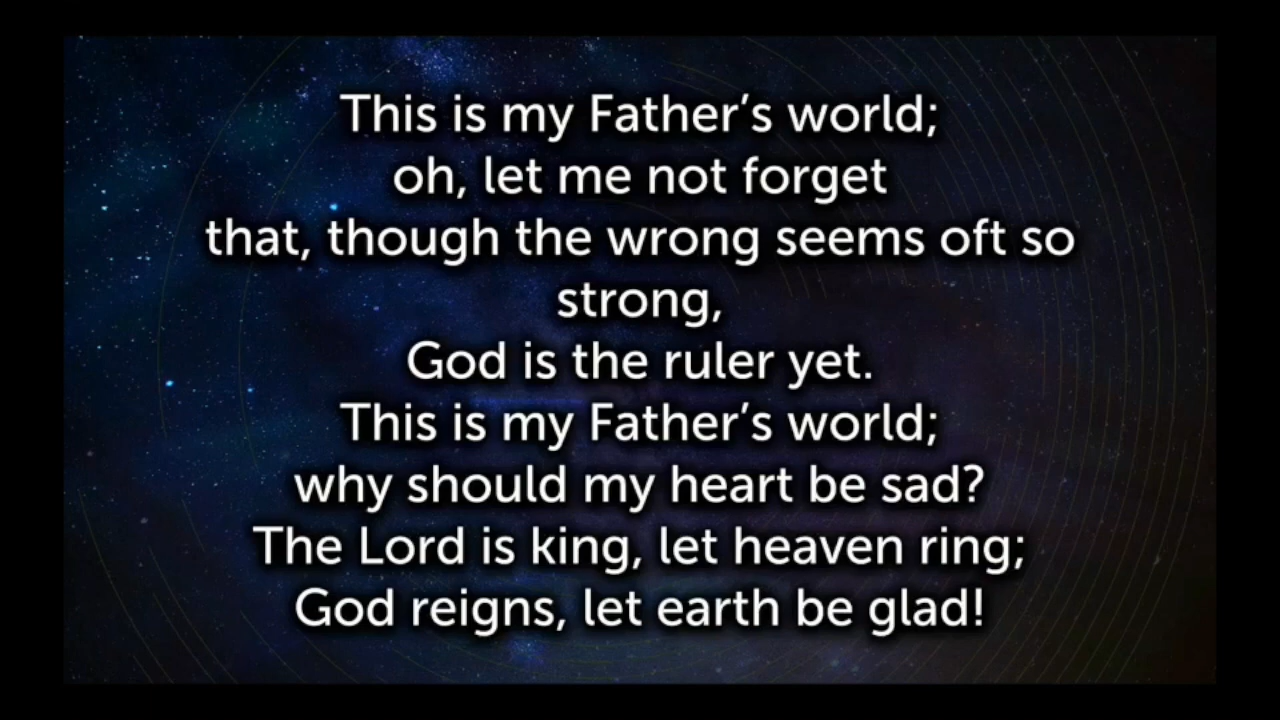 This is my Father’s world;
oh, let me not forget
that, though the wrong seems oft so
strong,
God is the ruler yet.
This is my Father’s world;
why should my heart be sad?
The Lord is king, let heaven ring;
God reigns, let earth be glad!